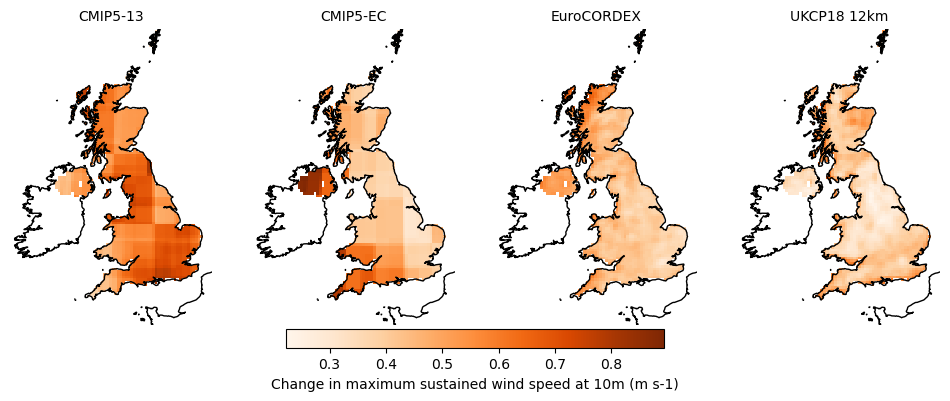 CMIP5-13
CMIP5-EC
EuroCORDEX
UKCP18 12km
0.3 0.4 0.5 0.6 0.7 0.8
Change in maximum sustained wind speed at 10m (m s-1)